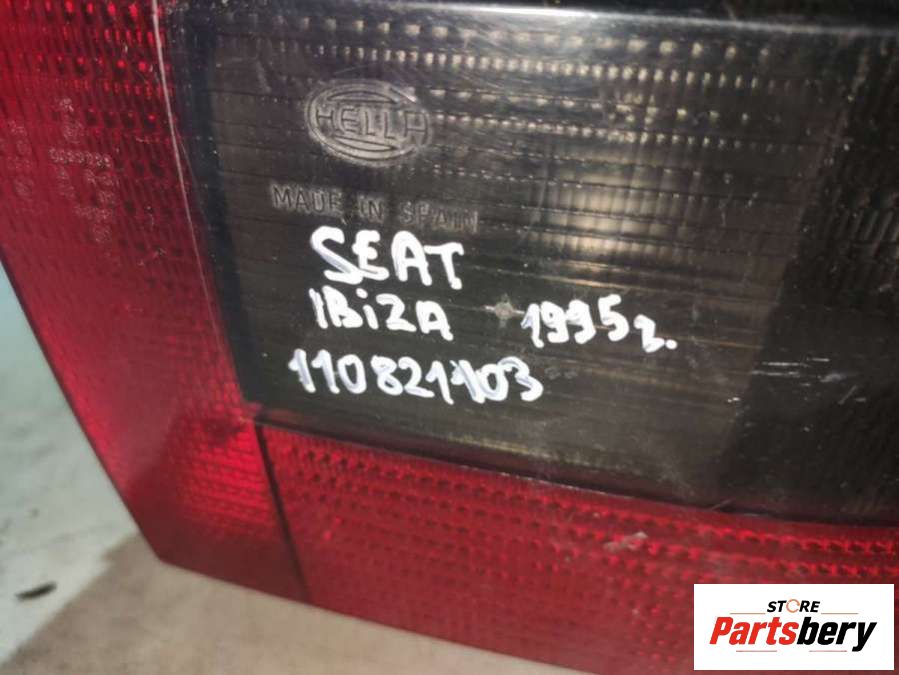 HELLA
MADE IN SPAIN
SEAT
IBIZA 1995г.
110821103
STORE
Partsbery